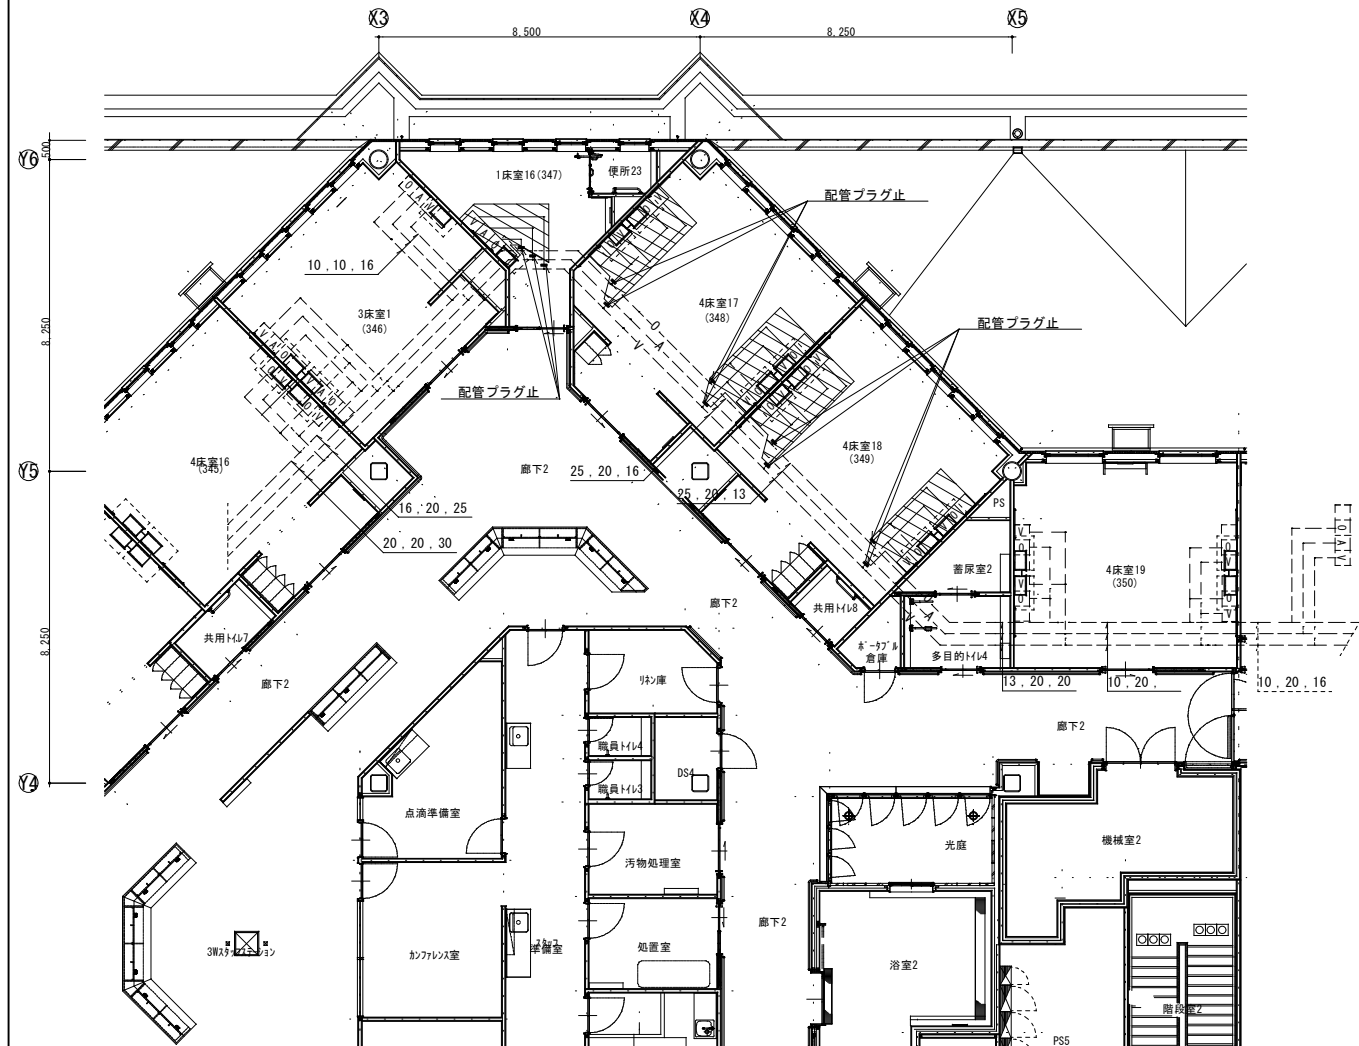 X3
X4
X5
8,500
8,250
Y6
500
8,250
Y5
8,250
Y4
1床室16(347)
便所23
配管プラグ止
10,10,16
3床室1
(346)
4床室17
(348)
O
A
V
配管プラグ止
配管プラグ止
4床室16
(345)
廊下2
25,20,16
25,20,13
4床室18
(349)
PS
16,20,25
20,20,30
蓄尿室2
4床室19
(350)
共用トイレ7
廊下2
廊下2
共用トイレ8
ポータブル
倉庫
多目的トイレ4
13,20,20
10,20,
10,20,16
リネン庫
廊下2
職員トイレ4
DS4
職員トイレ3
点滴準備室
汚物処理室
光庭
機械室2
3Wスタッフステーション
カンファレンス室
スタッフ
準備室
処置室
廊下2
浴室2
階段室2
PS5